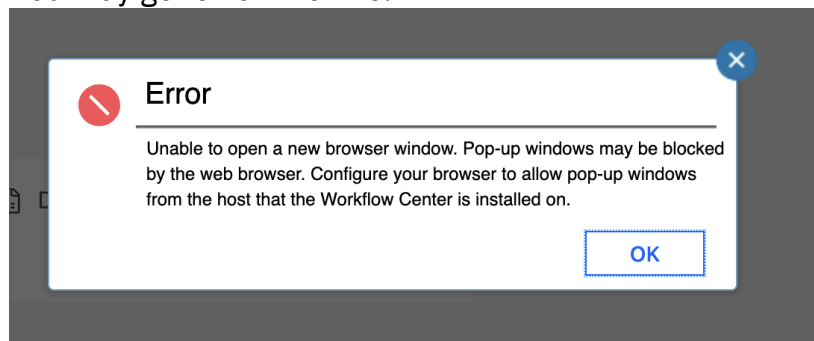 Error
Unable to open a new browser window. Pop-up windows may be blocked
by the web browser. Configure your browser to allow pop-up windows
from the host that the Workflow Center is installed on.
OK